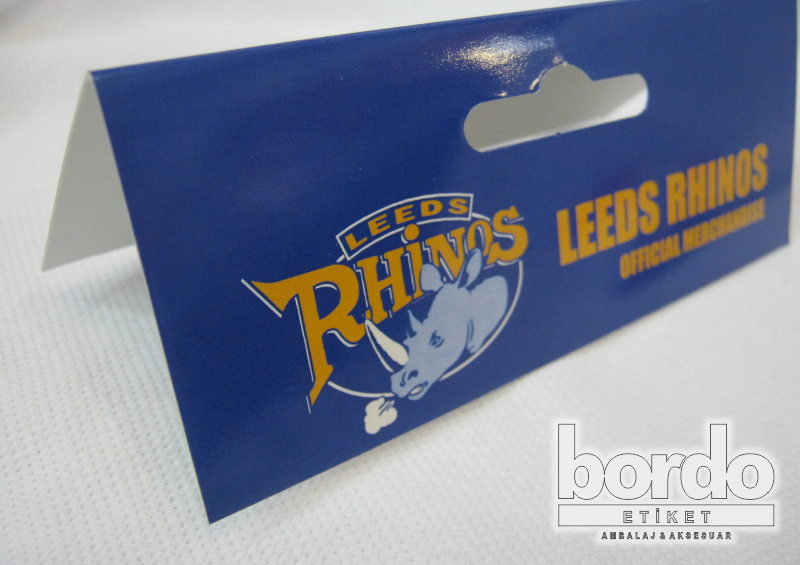 LEEDS
RHiNOS
LEEDS RHINOS
OFFICIAL MERCHANDISE
bordo
ETİKET
AMBALAJ & AKSESUAR